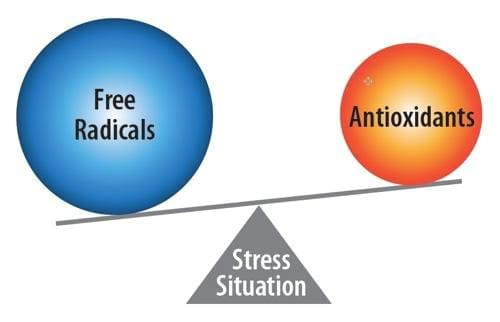 Free
Radicals
Antioxidants
Stress
Situation